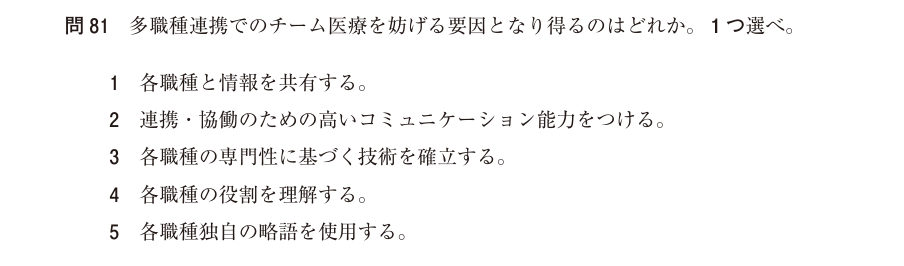 問 81 多職種連携でのチーム医療を妨げる要因となり得るのはどれか。1 つ選べ。
1 各職種と情報を共有する。
2 連携・協働のための高いコミュニケーション能力をつける。
3 各職種の専門性に基づく技術を確立する。
4 各職種の役割を理解する。
5 各職種独自の略語を使用する。